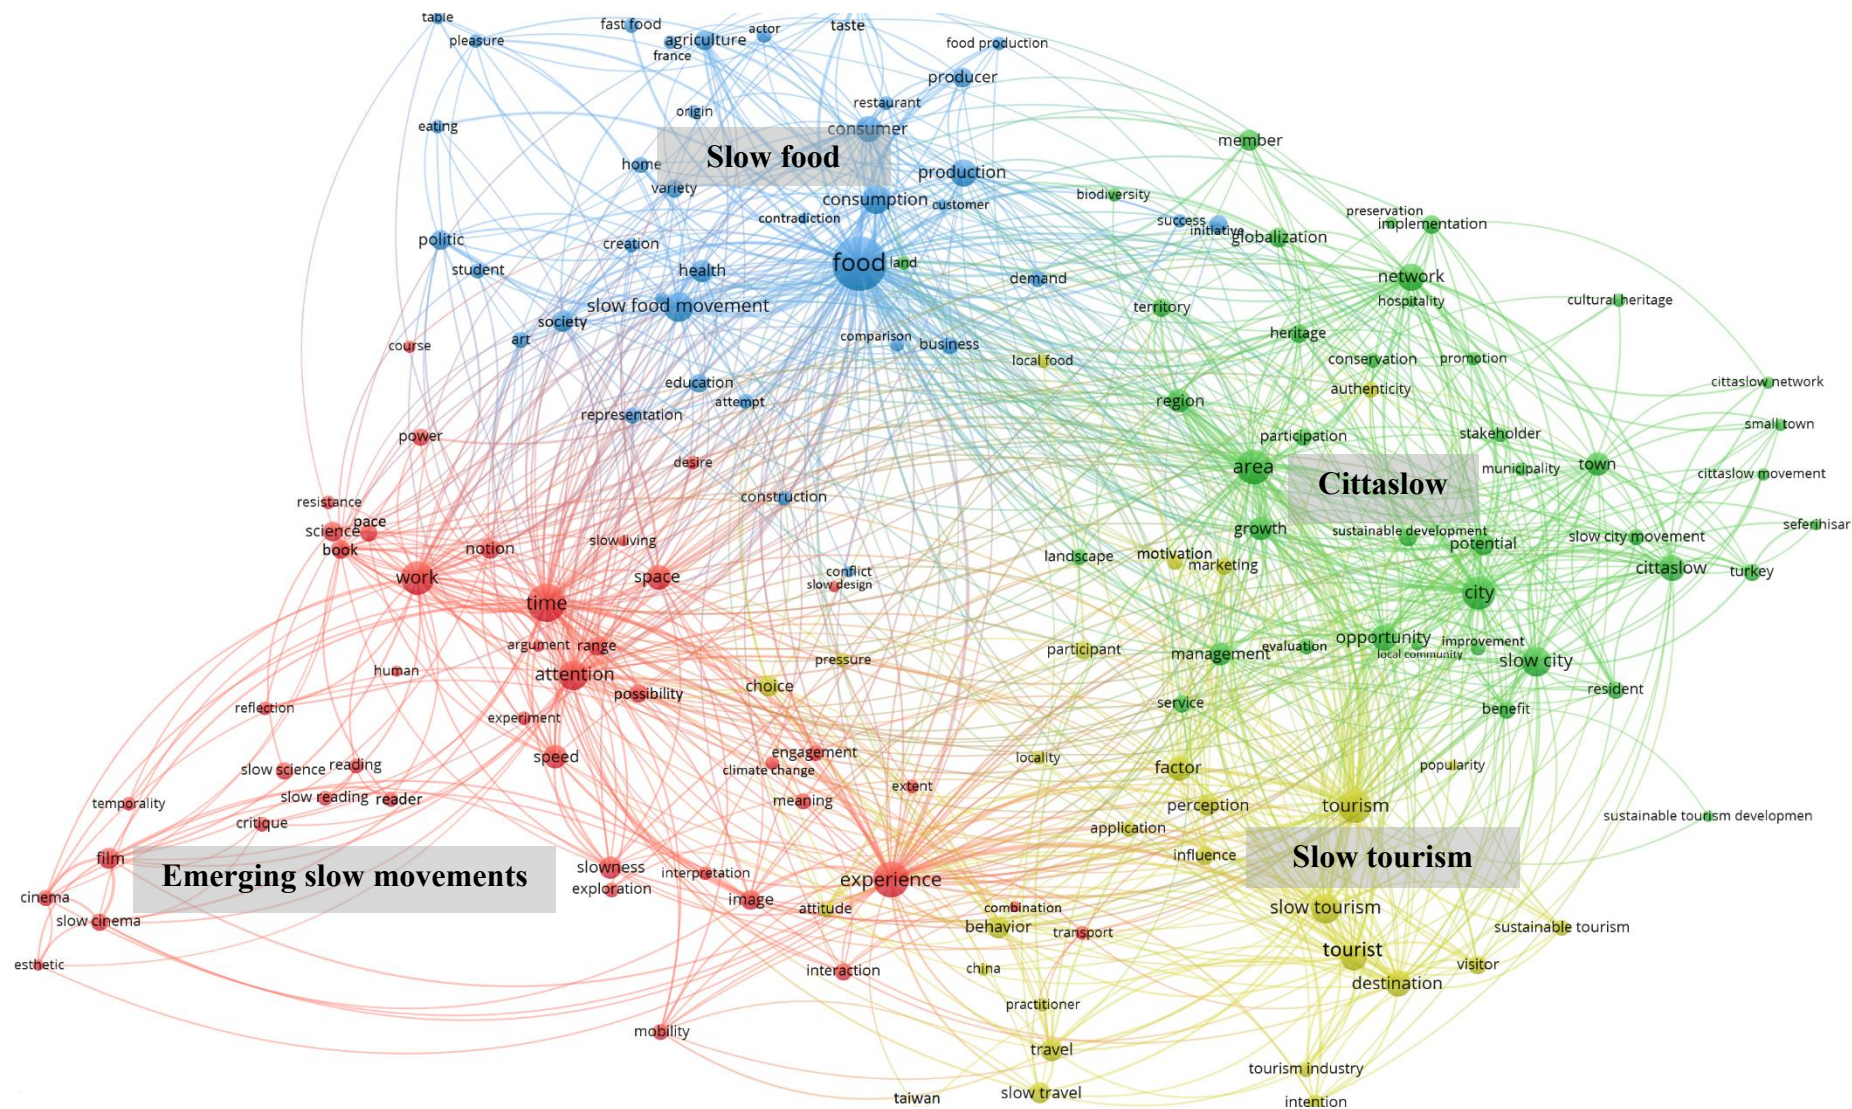 table
pleasure
fast food
agriculture
france
actor
taste
food production
producer
restaurant
origin
consumer
eating
Slow food
home
variety
production
consumption
customer
contradiction
member
biodiversity
success
initiative
globalization
preservation
implementation
politic
creation
student
health
food
land
demand
network
hospitality
cultural heritage
slow food movement
society
art
course
comparison
business
local food
territory
heritage
conservation
promotion
authenticity
cittaslow network
education
attempt
representation
region
power
participation
stakeholder
small town
desire
area
Cittaslow
municipality
town
cittaslow movement
construction
resistance
science
pace
book
notion
slow living
growth
sustainable development
potential
slow city movement
seferihisar
work
space
conflict
slow design
landscape
motivation
marketing
cittaslow
turkey
time
city
argument
range
human
attention
possibility
pressure
choice
participant
management
evaluation
opportunity
local community
improvement
slow city
resident
reflection
experiment
service
benefit
speed
slow science
reading
engagement
climate change
locality
factor
popularity
temporality
slow reading
reader
meaning
extent
perception
tourism
critique
application
sustainable tourism developmen
film
Emerging slow movements
slowness
exploration
interpretation
influence
Slow tourism
experience
cinema
slow cinema
image
attitude
combination
behavior
transport
slow tourism
sustainable tourism
esthetic
interaction
china
tourist
visitor
destination
practitioner
mobility
travel
tourism industry
slow travel
taiwan
intention